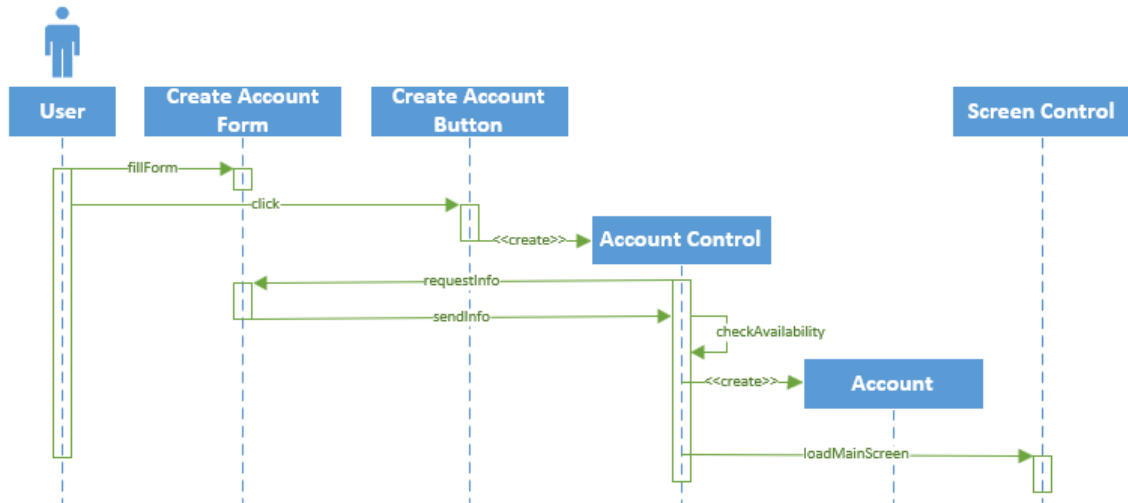 User
Create Account
Form
Create Account
Button
Screen Control
fillForm
click
<<create>>
Account Control
requestInfo
sendInfo
checkAvailability
<<create>>
Account
loadMainScreen